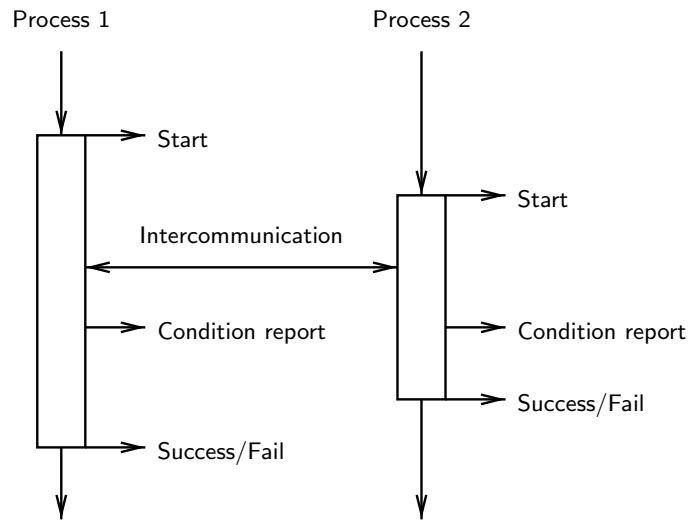 Process 1
Process 2
Start
Start
Intercommunication
Condition report
Condition report
Success/Fail
Success/Fail